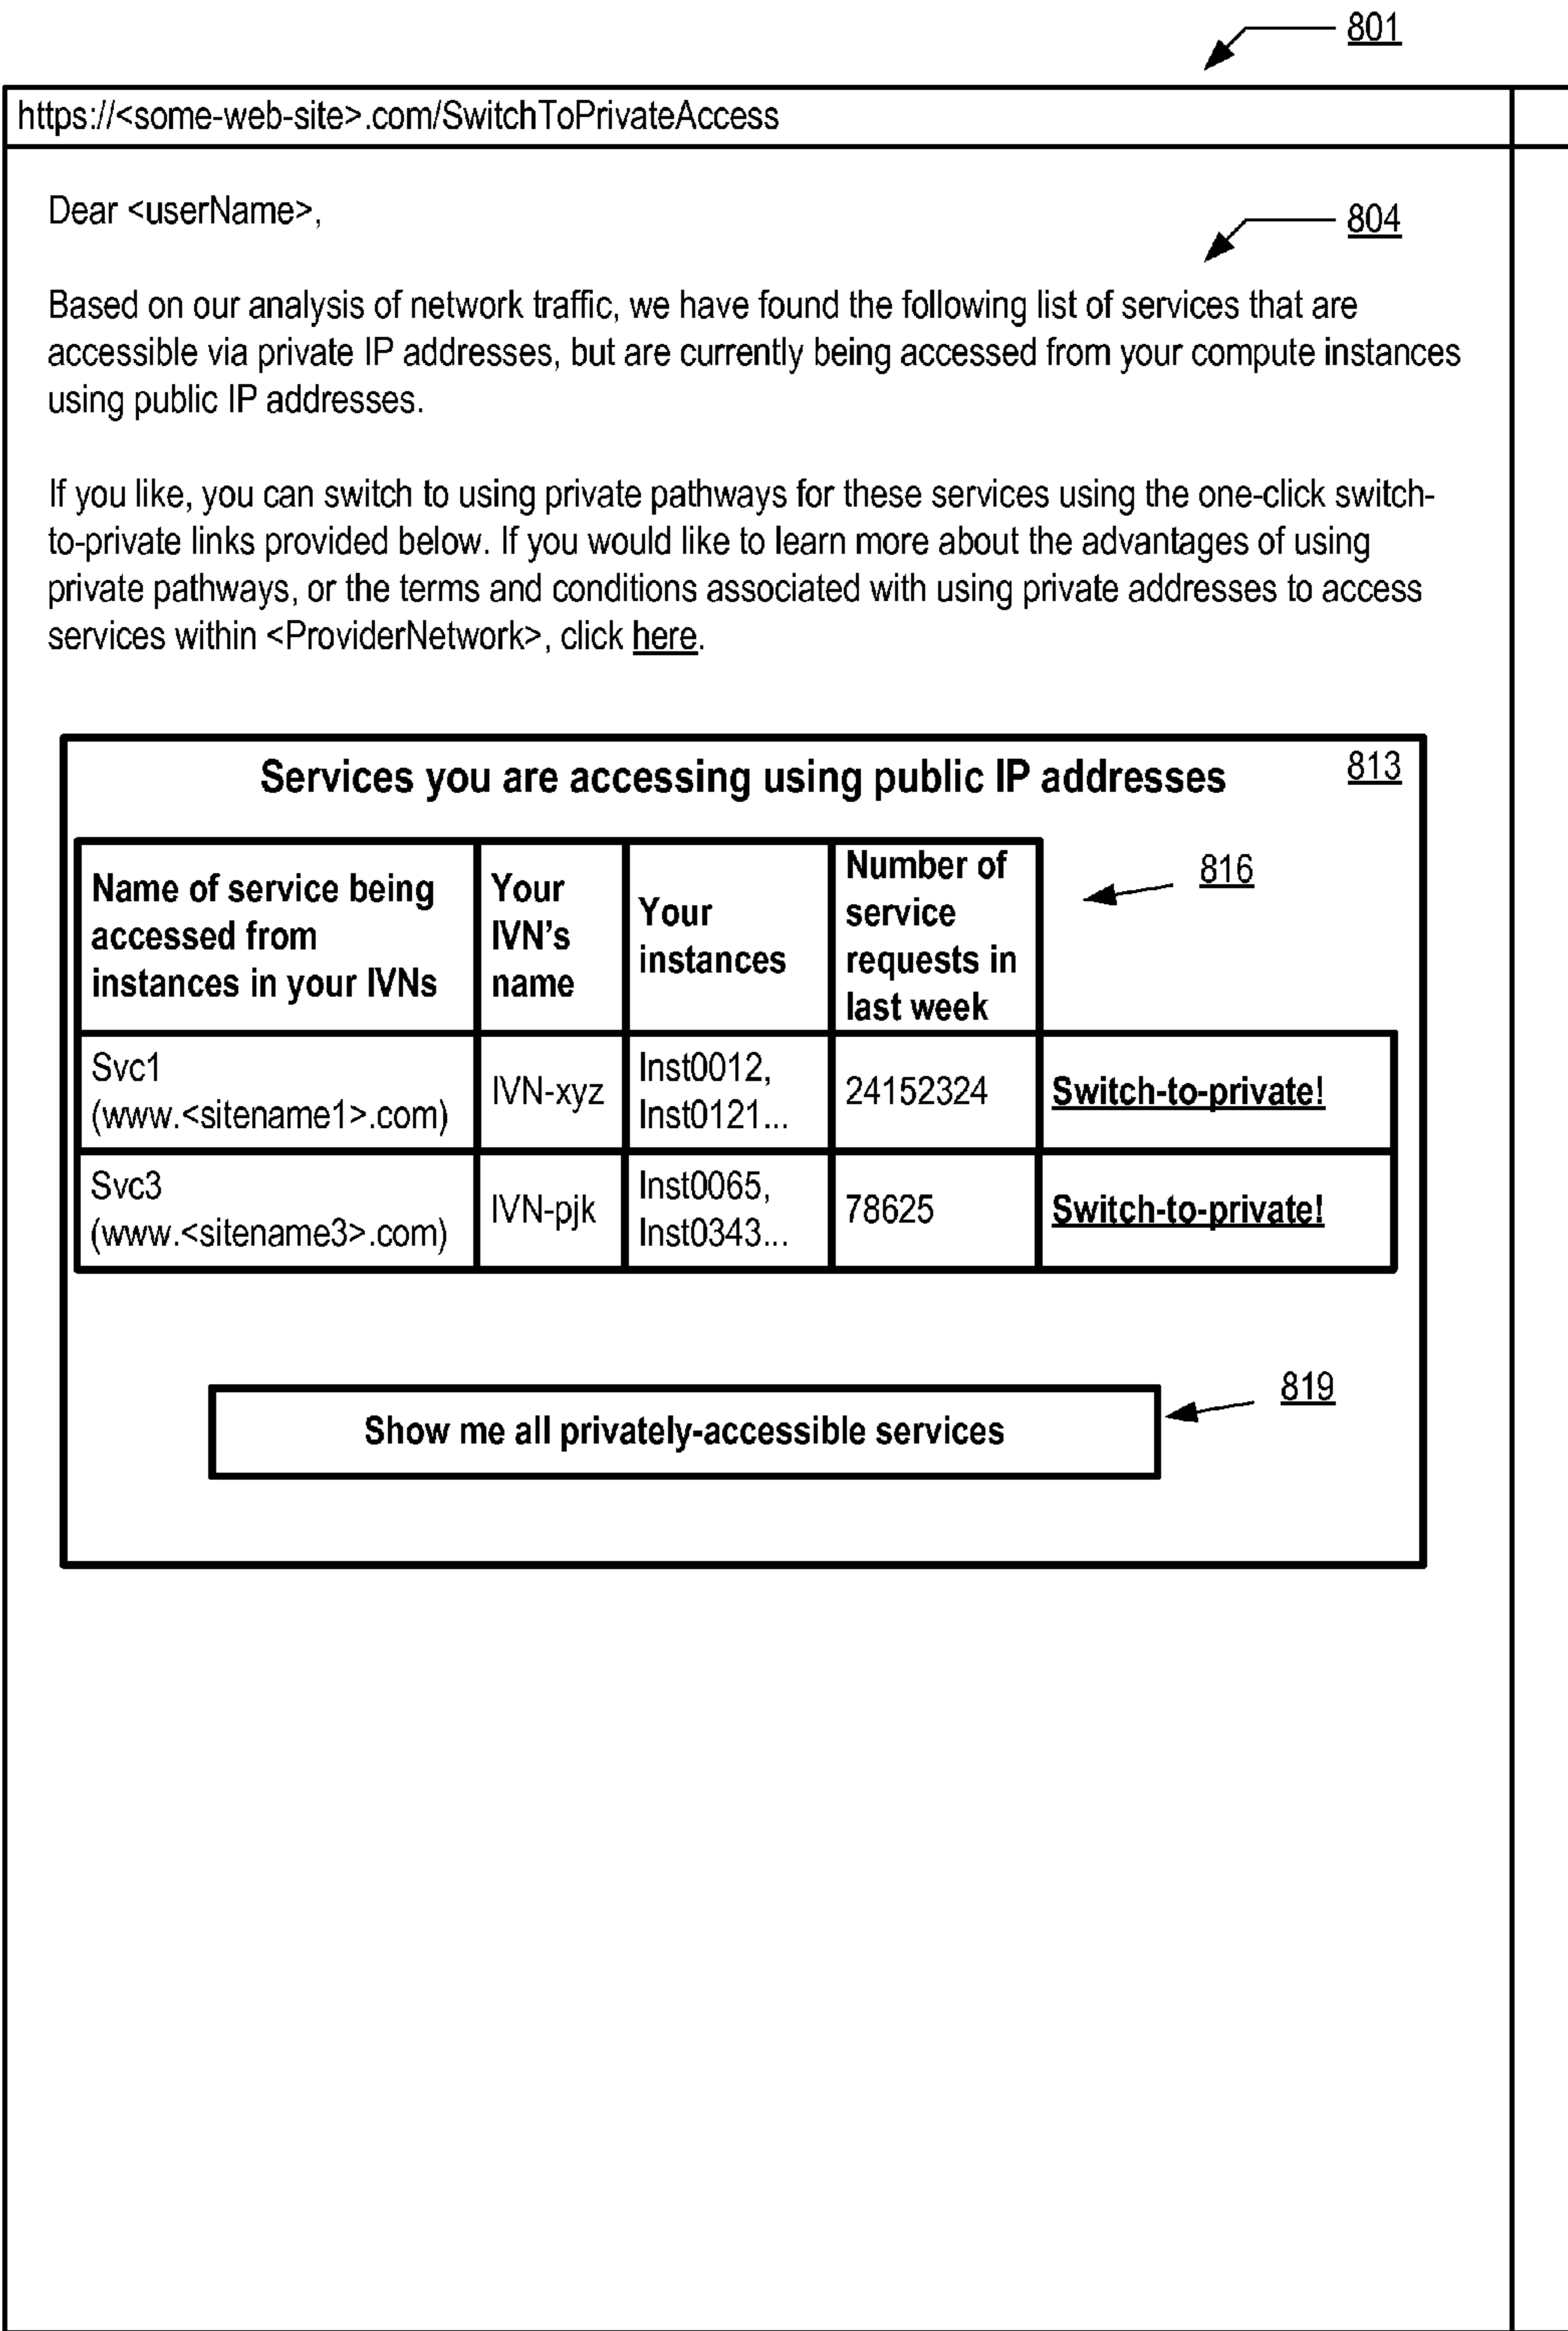 801
https://<some-web-site>.com/SwitchToPrivateAccess
Dear <userName>,
804
Based on our analysis of network traffic, we have found the following list of services that are
accessible via private IP addresses, but are currently being accessed from your compute instances
using public IP addresses.
If you like, you can switch to using private pathways for these services using the one-click switch-
to-private links provided below. If you would like to learn more about the advantages of using
private pathways, or the terms and conditions associated with using private addresses to access
services within <ProviderNetwork>, click here.
Services you are accessing using public IP addresses
813
Name of service being
accessed from
instances in your IVNs
Your
IVN's
name
Your
instances
Number of
service
requests in
last week
816
Svc1
(www.<sitename1>.com)
IVN-xyz
Inst0012,
Inst0121...
24152324
Switch-to-private!
Svc3
(www.<sitename3>.com)
IVN-pjk
Inst0065,
Inst0343...
78625
Switch-to-private!
819
Show me all privately-accessible services